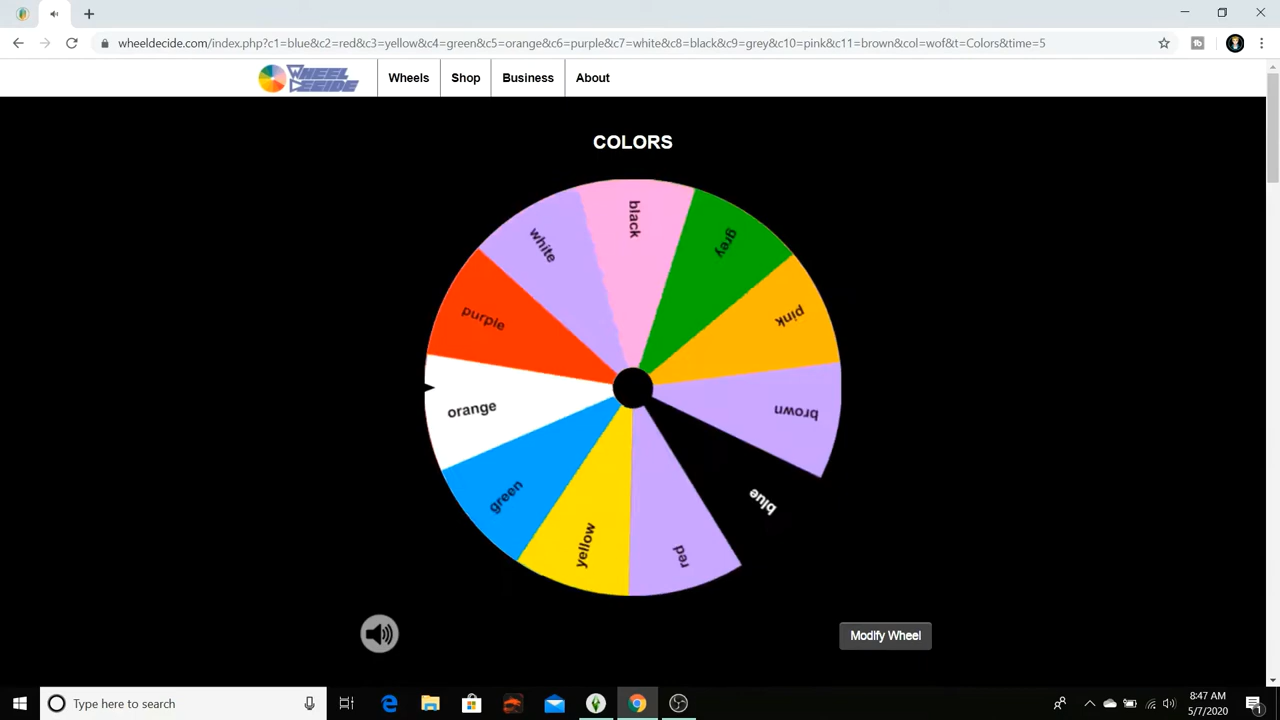 wheeldecide.com/index.php?c1=blue&c2=red&c3=yellow&c4=green&c5=orange&c6=purple&c7=white&c8=black&c9=grey&c10=pink&c11=brown&col=wof&t=Colors&time=5
WHEEL DECIDE
Wheels
Shop
Business
About
COLORS
black
grey
pink
brown
blue
red
yellow
green
orange
purple
white
Modify Wheel
Type here to search
8:47 AM
5/7/2020
1